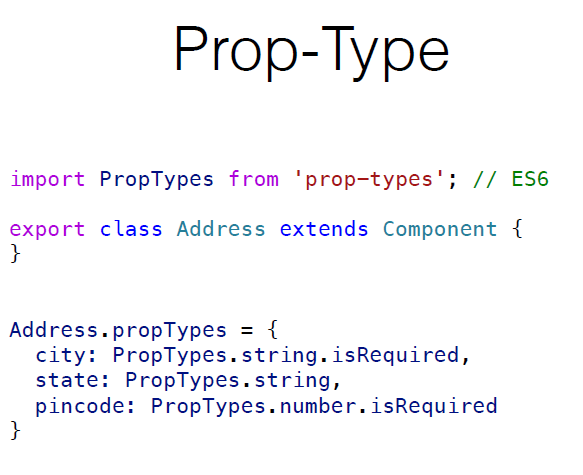 Prop-Type
import PropTypes from 'prop-types'; // ES6
export class Address extends Component {
}
Address.propTypes = {
  city: PropTypes.string.isRequired,
  state: PropTypes.string,
  pincode: PropTypes.number.isRequired
}